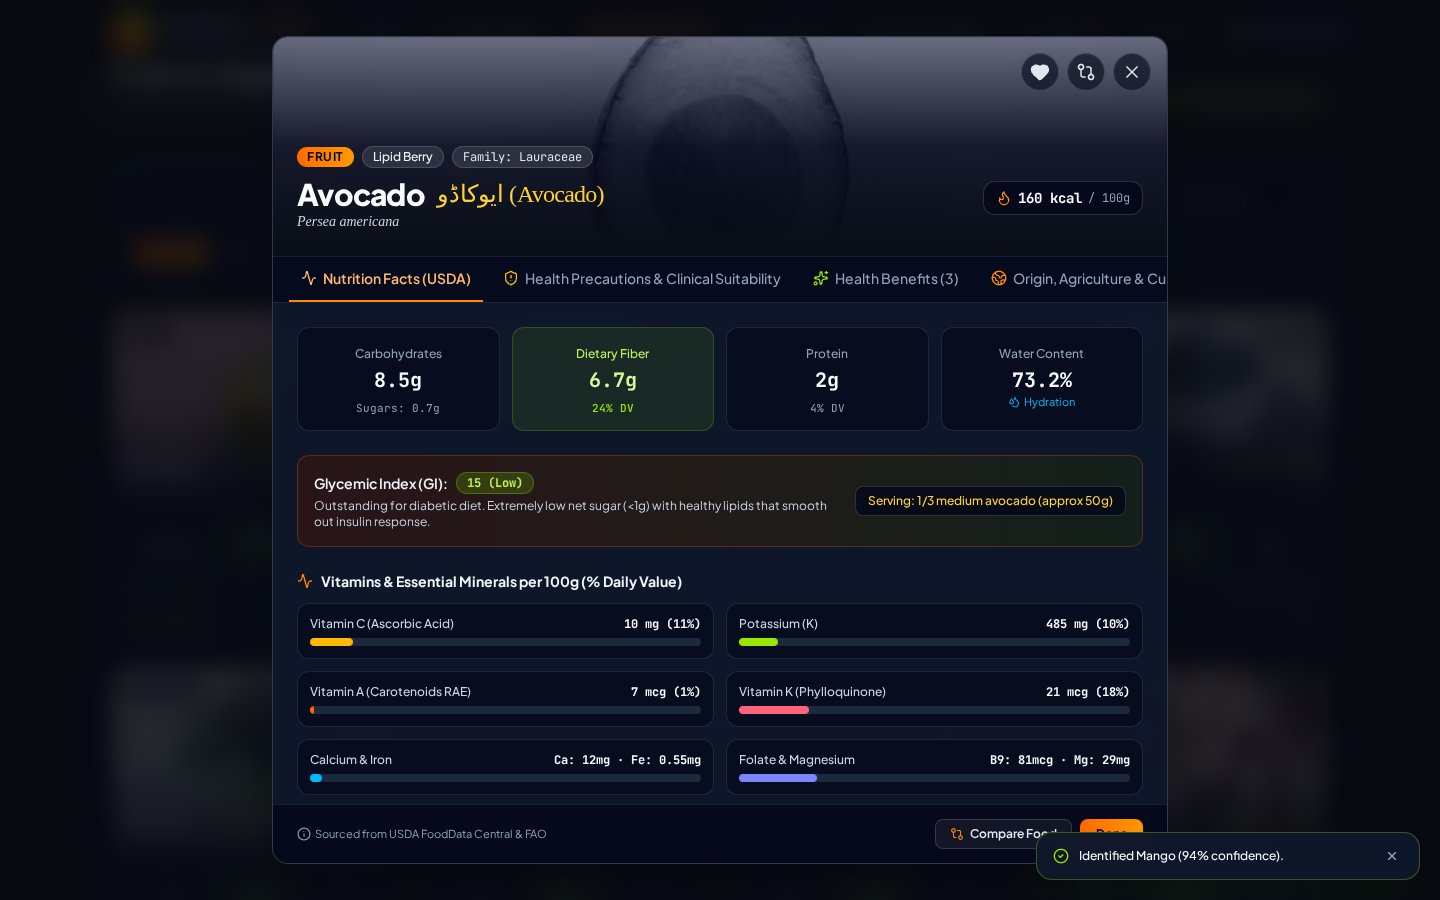 FRUIT
Lipid Berry
Family: Lauraceae
Avocado ایوکاڈو (Avocado)
Persea americana
160 kcal / 100g
Nutrition Facts (USDA)
Health Precautions & Clinical Suitability
Health Benefits (3)
Origin, Agriculture & Cu
Carbohydrates
8.5g
Sugars: 0.7g
Dietary Fiber
6.7g
24% DV
Protein
2g
4% DV
Water Content
73.2%
Hydration
Glycemic Index (GI): 15 (Low)
Outstanding for diabetic diet. Extremely low net sugar (<1g) with healthy lipids that smooth
out insulin response.
Serving: 1/3 medium avocado (approx 50g)
Vitamins & Essential Minerals per 100g (% Daily Value)
Vitamin C (Ascorbic Acid) 10 mg (11%)
Potassium (K) 485 mg (10%)
Vitamin A (Carotenoids RAE) 7 mcg (1%)
Vitamin K (Phylloquinone) 21 mcg (18%)
Calcium & Iron Ca: 12mg · Fe: 0.55mg
Folate & Magnesium B9: 81mcg · Mg: 29mg
Sourced from USDA FoodData Central & FAO
Compare Food
Identified Mango (94% confidence).